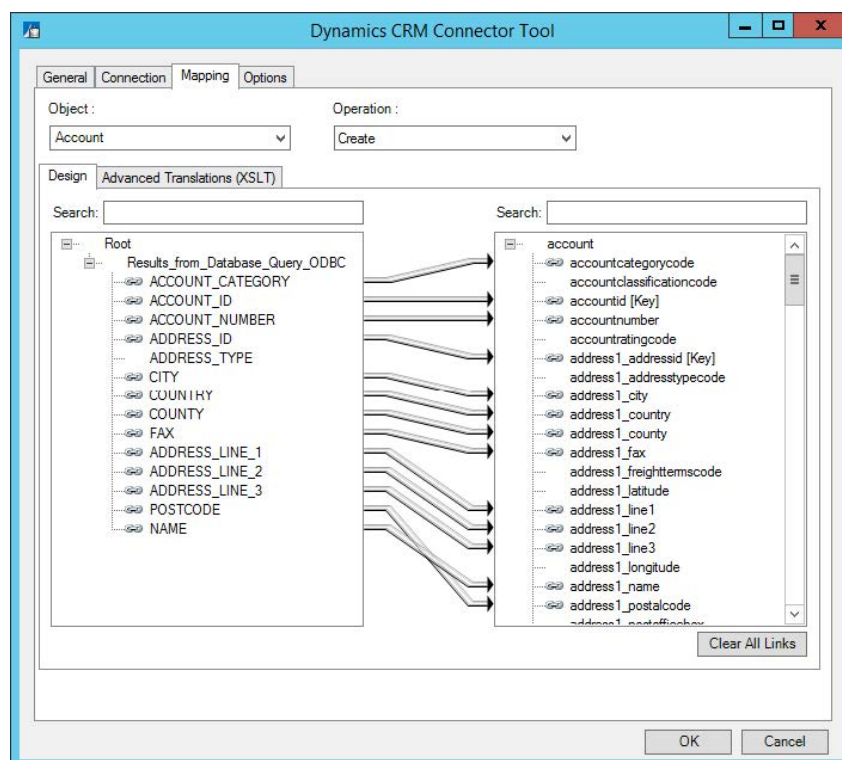 Dynamics CRM Connector Tool
General Connection Mapping Options
Object : Operation :
Account Create
Design Advanced Translations (XSLT)
Search: Search:
Root
Results_from_Database_Query_ODBC
ACCOUNT_CATEGORY
ACCOUNT_ID
ACCOUNT_NUMBER
ADDRESS_ID
ADDRESS_TYPE
CITY
COUNTRY
COUNTY
FAX
ADDRESS_LINE_1
ADDRESS_LINE_2
ADDRESS_LINE_3
POSTCODE
NAME
account
accountcategorycode
accountclassificationcode
accountid [Key]
accountnumber
accountratingcode
address1_addressid [Key]
address1_addresstypecode
address1_city
address1_country
address1_county
address1_fax
address1_freighttermscode
address1_latitude
address1_line1
address1_line2
address1_line3
address1_longitude
address1_name
address1_postalcode
Clear All Links
OK Cancel